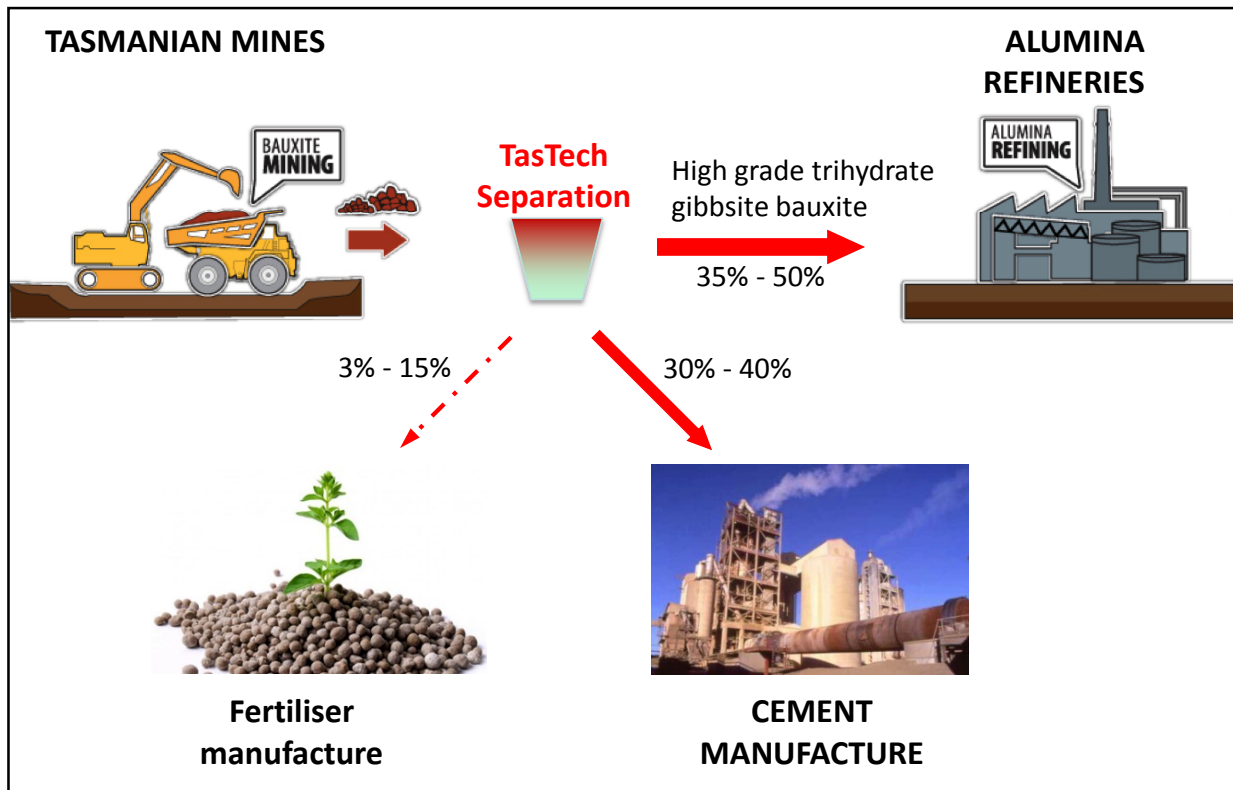 TASMANIAN MINES
ALUMINA
REFINERIES
BAUXITE
MINING
ALUMINA
REFINING
TasTech
Separation
High grade trihydrate
gibbsite bauxite
35% - 50%
3% - 15%
30% - 40%
Fertiliser
manufacture
CEMENT
MANUFACTURE